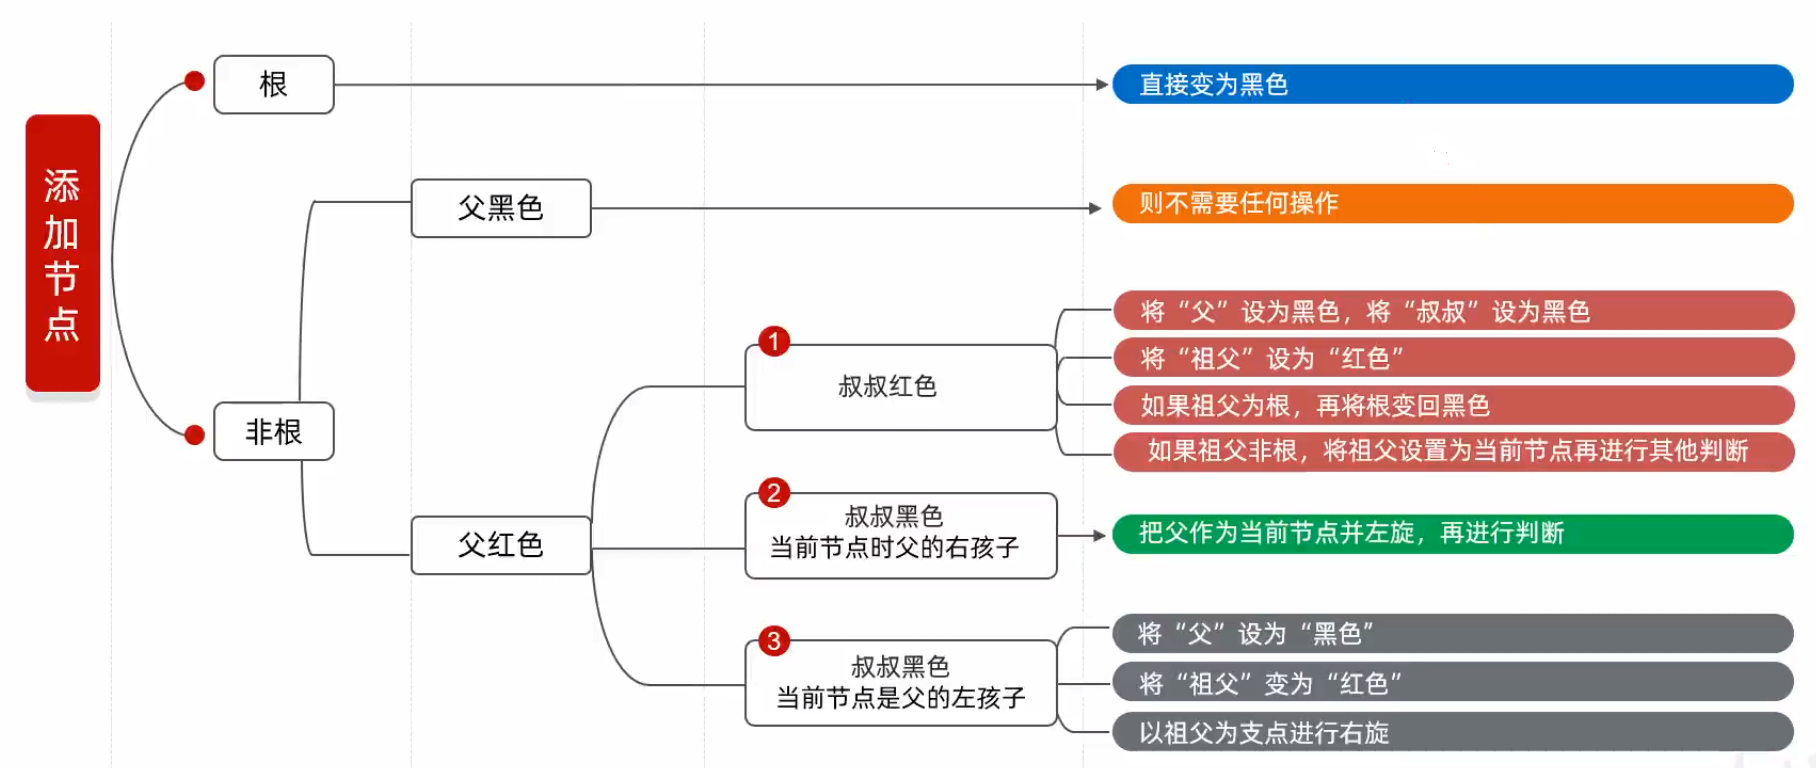 添加节点
根
直接变为黑色
非根
父黑色
则不需要任何操作
父红色
1
叔叔红色
将“父”设为黑色，将“叔叔”设为黑色
将“祖父”设为“红色”
如果祖父为根，再将根变回黑色
如果祖父非根，将祖父设置为当前节点再进行其他判断
2
叔叔黑色
当前节点时父的右孩子
把父作为当前节点并左旋，再进行判断
3
叔叔黑色
当前节点是父的左孩子
将“父”设为“黑色”
将“祖父”变为“红色”
以祖父为支点进行右旋